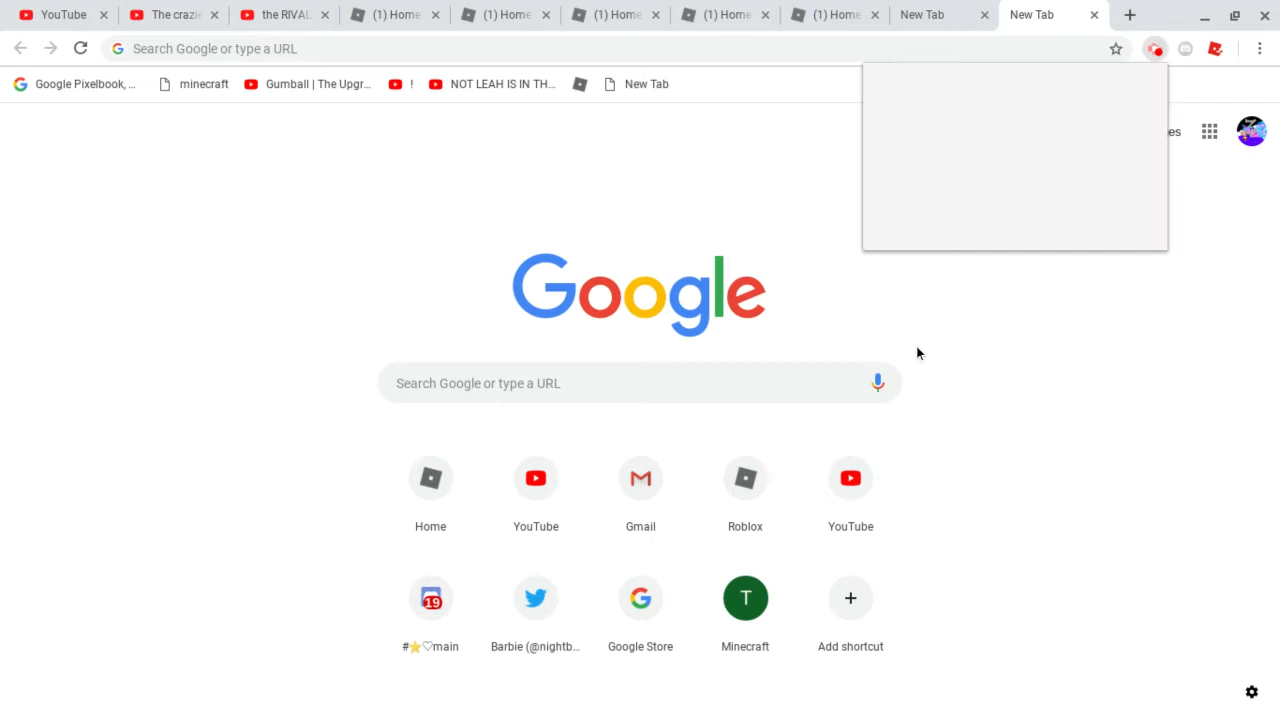 YouTube
The crazie
the RIVAL
(1) Home
(1) Home
(1) Home
(1) Home
(1) Home
New Tab
New Tab
Search Google or type a URL
Google Pixelbook, ...
minecraft
Gumball | The Upgr...
!
NOT LEAH IS IN TH...
New Tab
es
Google
Search Google or type a URL
Home
YouTube
Gmail
Roblox
YouTube
19
T
#⭐♡main
Barbie (@nightb...
Google Store
Minecraft
Add shortcut